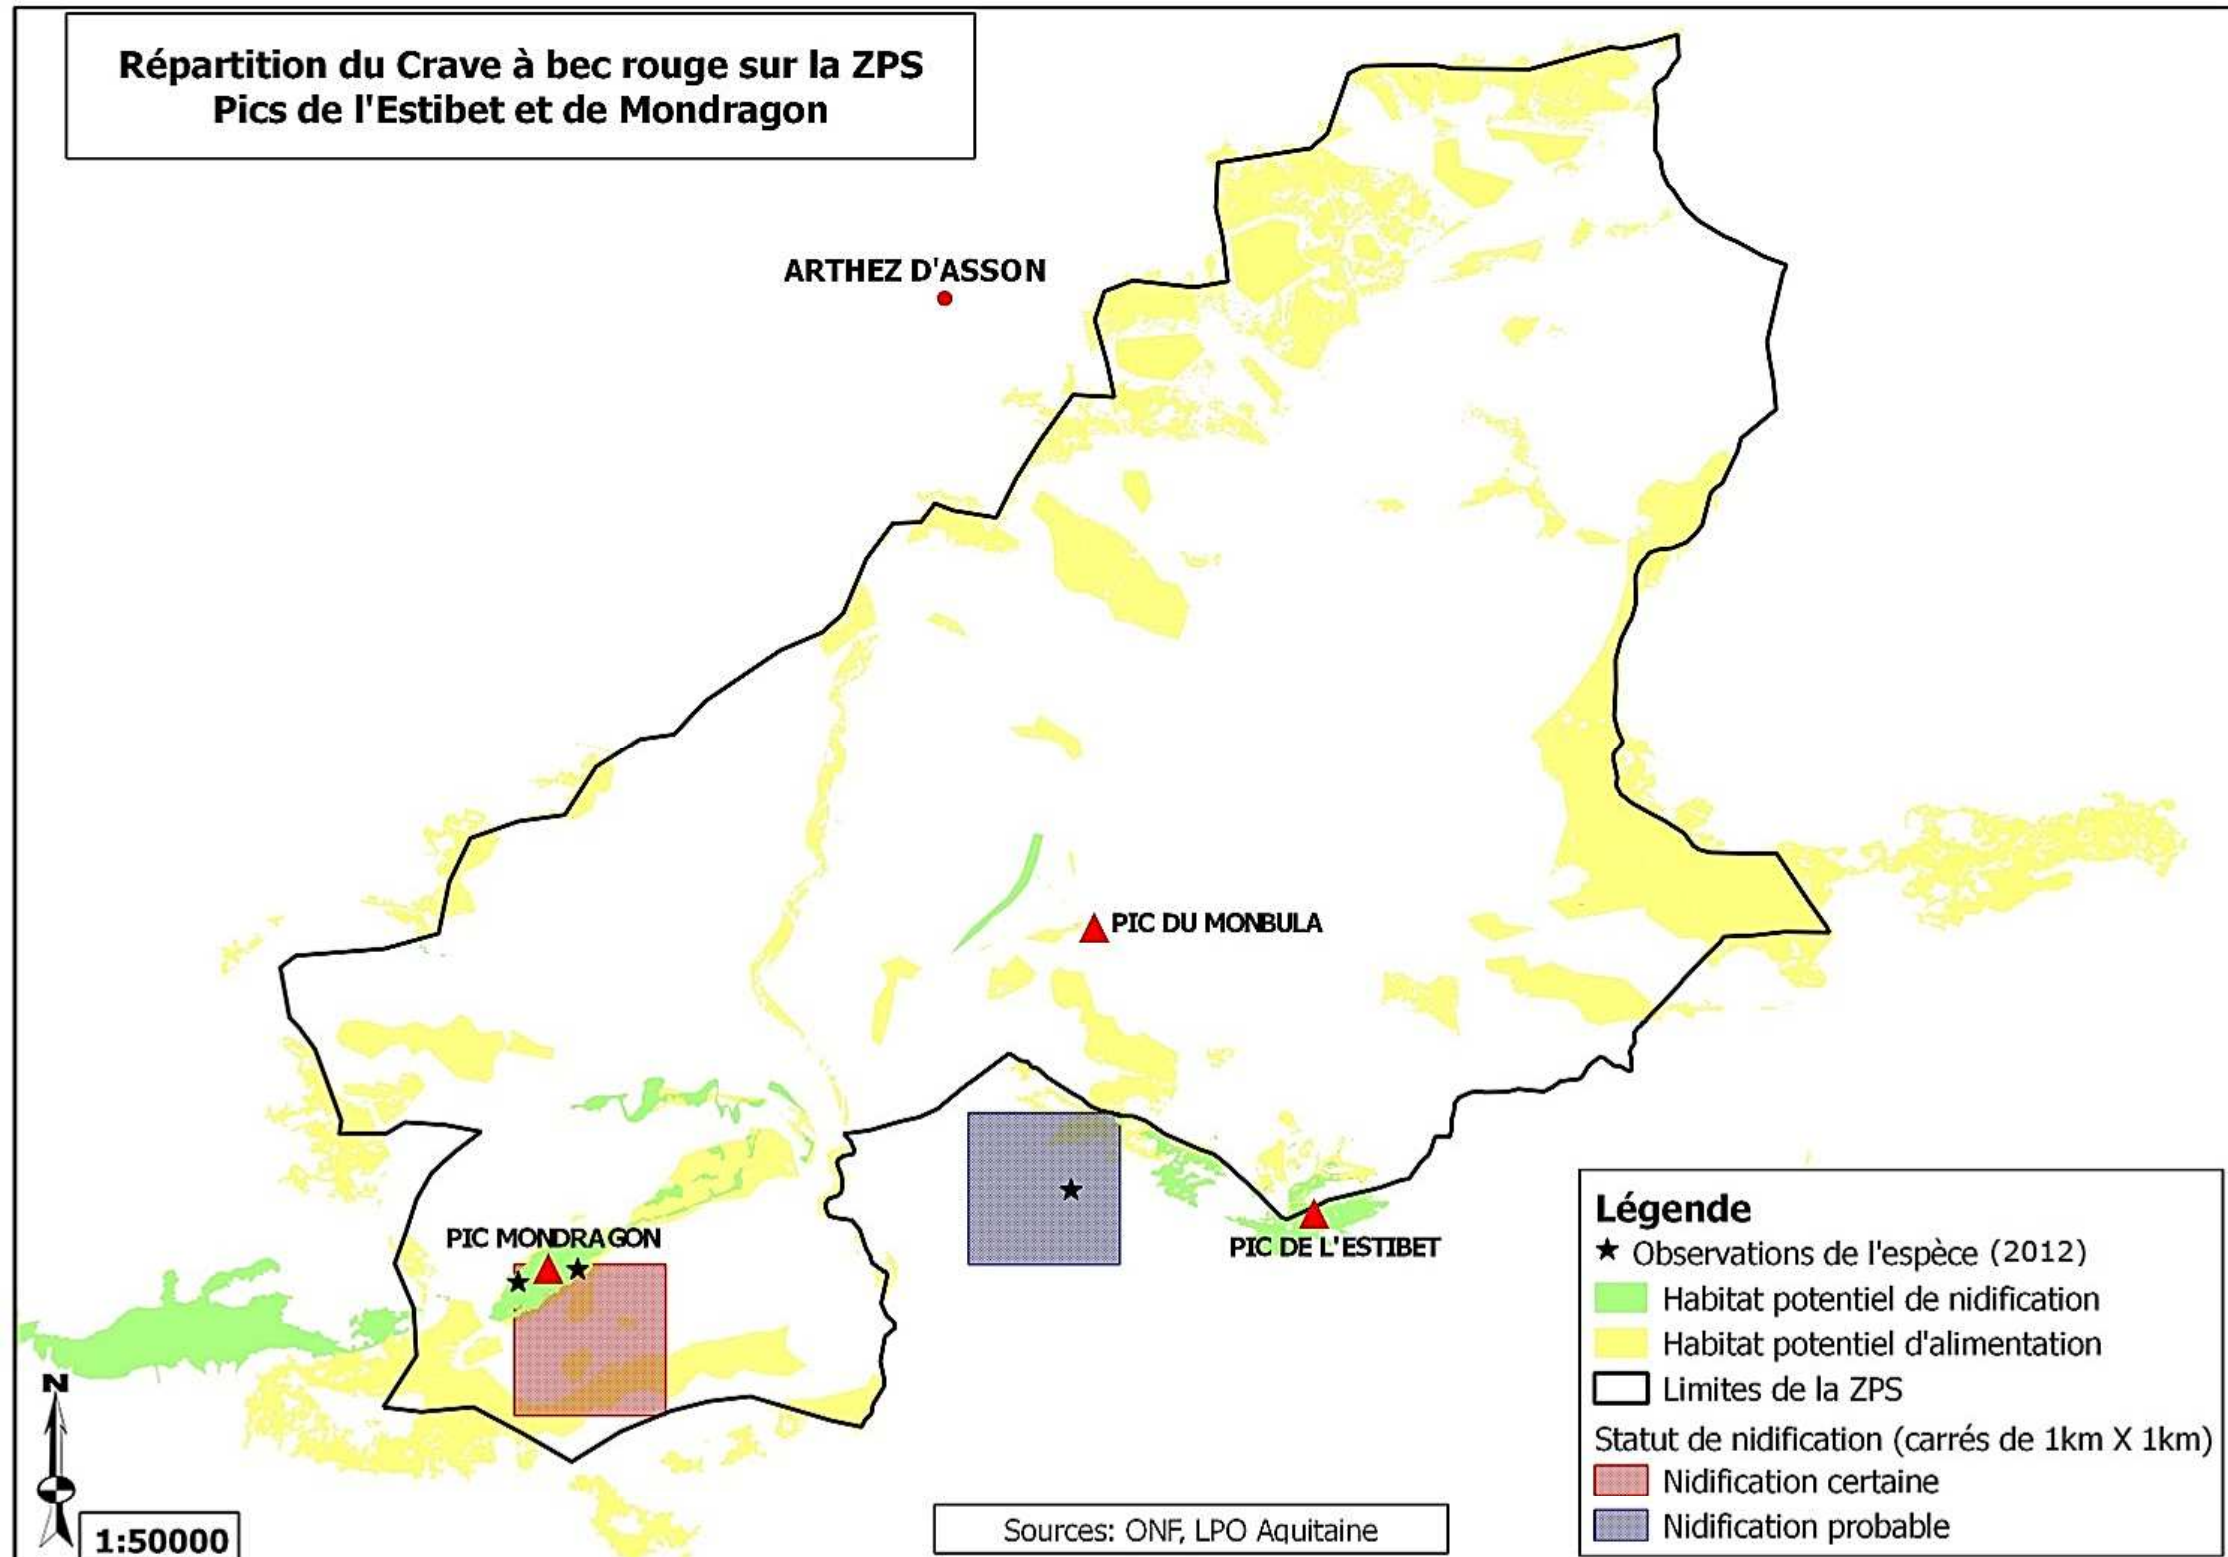 Répartition du Crave à bec rouge sur la ZPS
Pics de l'Estibet et de Mondragon
ARTHEZ D'ASSON
PIC DU MONBULA
PIC MONDRAGON
PIC DE L'ESTIBET
Légende
Observations de l'espèce (2012)
Habitat potentiel de nidification
Habitat potentiel d'alimentation
Limites de la ZPS
Statut de nidification (carrés de 1km X 1km)
Nidification certaine
Nidification probable
N
1:50000
Sources: ONF, LPO Aquitaine